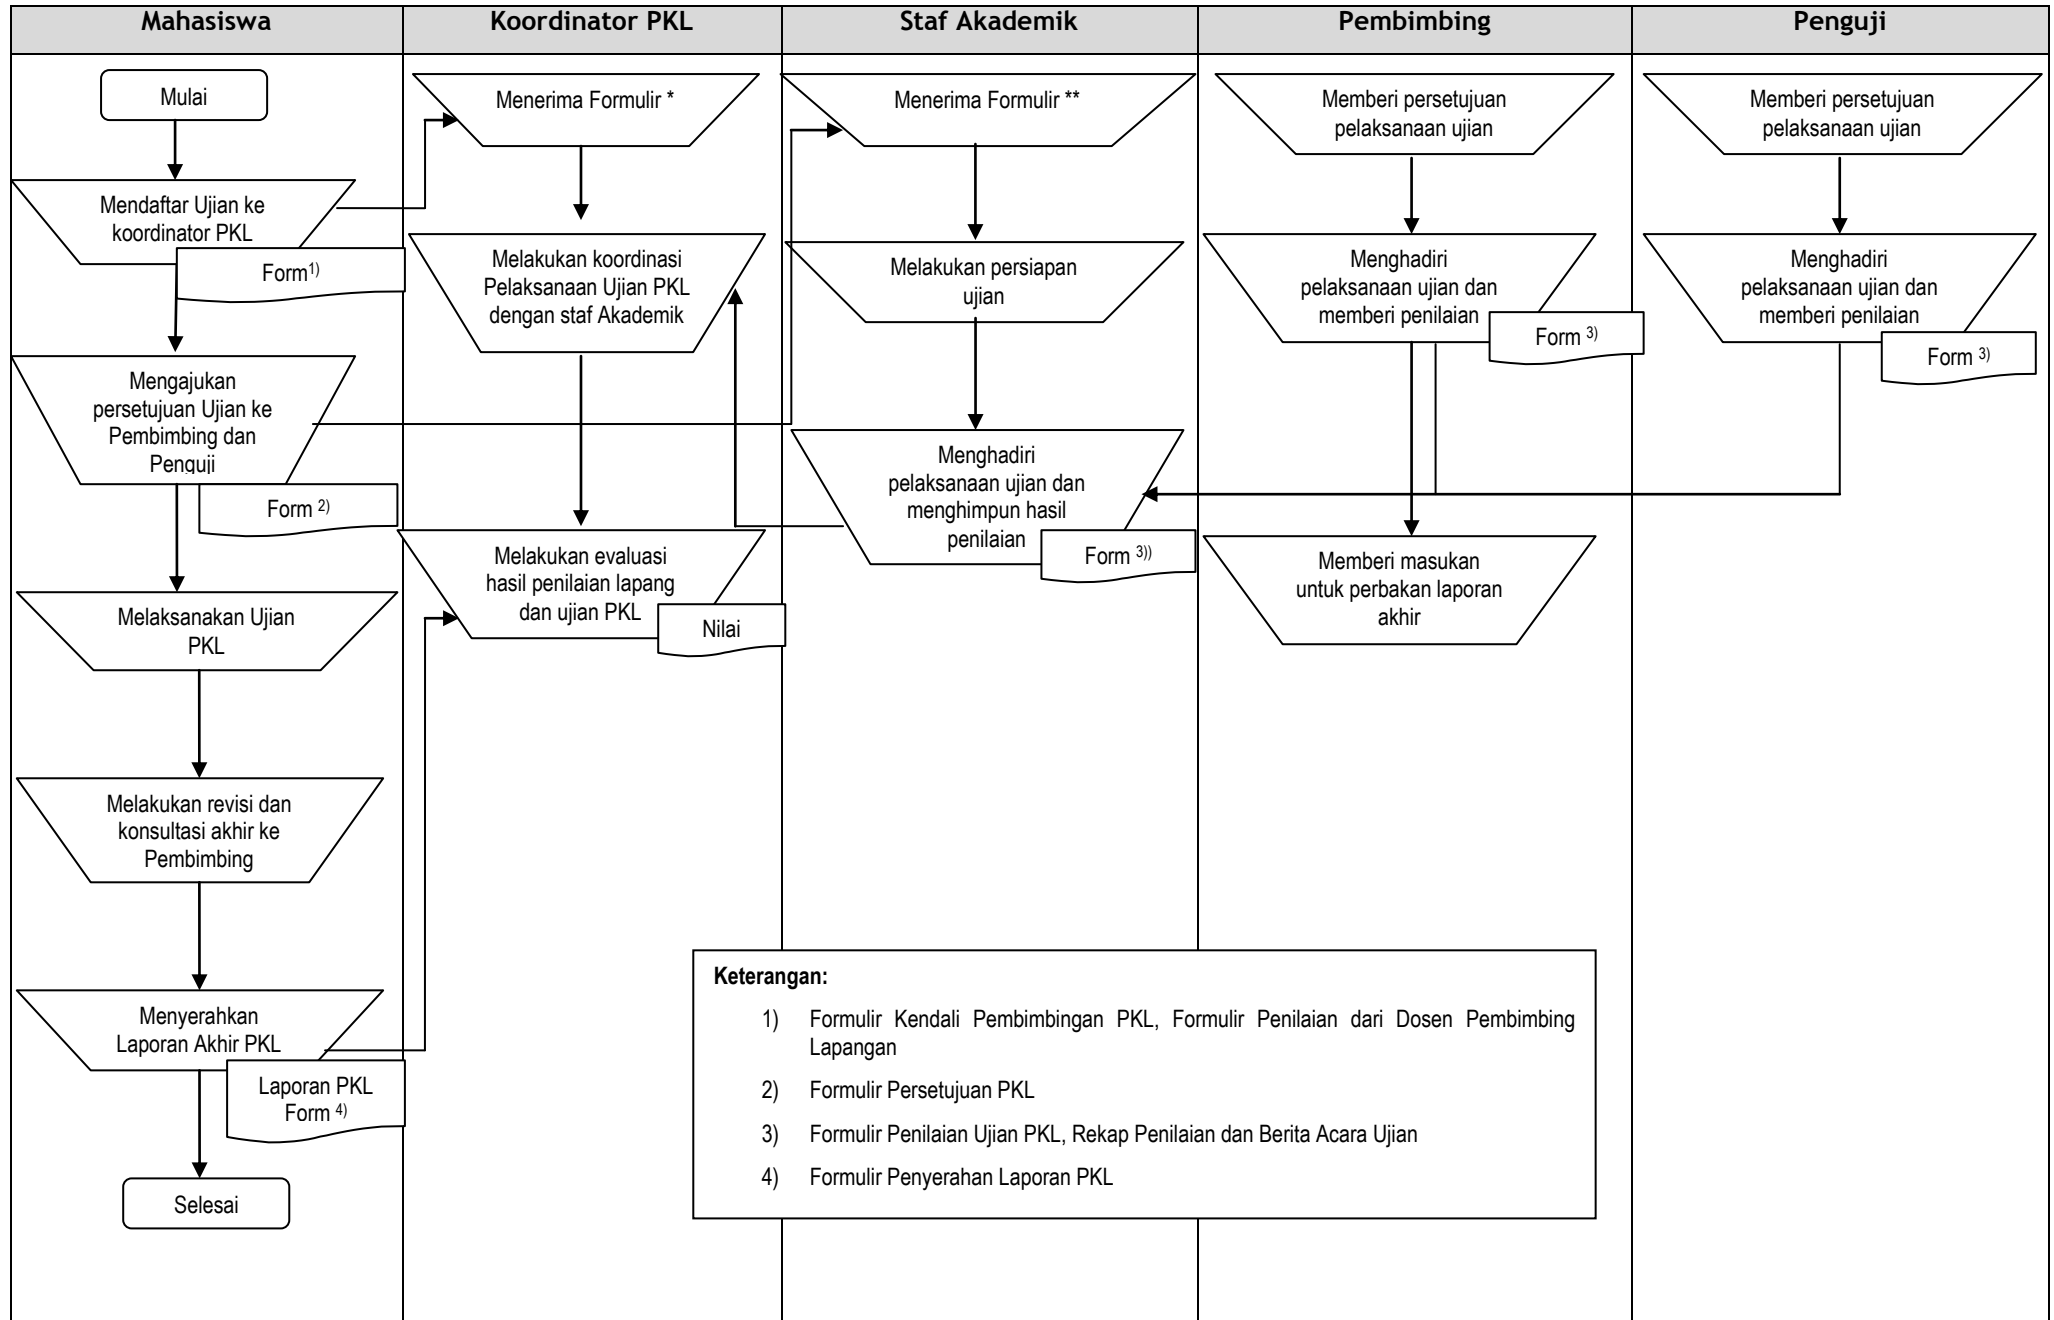 Mahasiswa
Koordinator PKL
Staf Akademik
Pembimbing
Penguji
Mulai
Mendaftar Ujian ke
koordinator PKL
Form1)
Mengajukan
persetujuan Ujian ke
Pembimbing dan
Penguji
Form 2)
Melaksanakan Ujian
PKL
Melakukan revisi dan
konsultasi akhir ke
Pembimbing
Menyerahkan
Laporan Akhir PKL
Laporan PKL
Form 4)
Selesai
Menerima Formulir *
Melakukan koordinasi
Pelaksanaan Ujian PKL
dengan staf Akademik
Melakukan evaluasi
hasil penilaian lapang
dan ujian PKL
Nilai
Menerima Formulir **
Melakukan persiapan
ujian
Menghadiri
pelaksanaan ujian dan
menghimpun hasil
penilaian
Form 3))
Memberi persetujuan
pelaksanaan ujian
Menghadiri
pelaksanaan ujian dan
memberi penilaian
Form 3)
Memberi masukan
untuk perbakan laporan
akhir
Memberi persetujuan
pelaksanaan ujian
Menghadiri
pelaksanaan ujian dan
memberi penilaian
Form 3)
Keterangan:
1) Formulir Kendali Pembimbingan PKL, Formulir Penilaian dari Dosen Pembimbing
Lapangan
2) Formulir Persetujuan PKL
3) Formulir Penilaian Ujian PKL, Rekap Penilaian dan Berita Acara Ujian
4) Formulir Penyerahan Laporan PKL